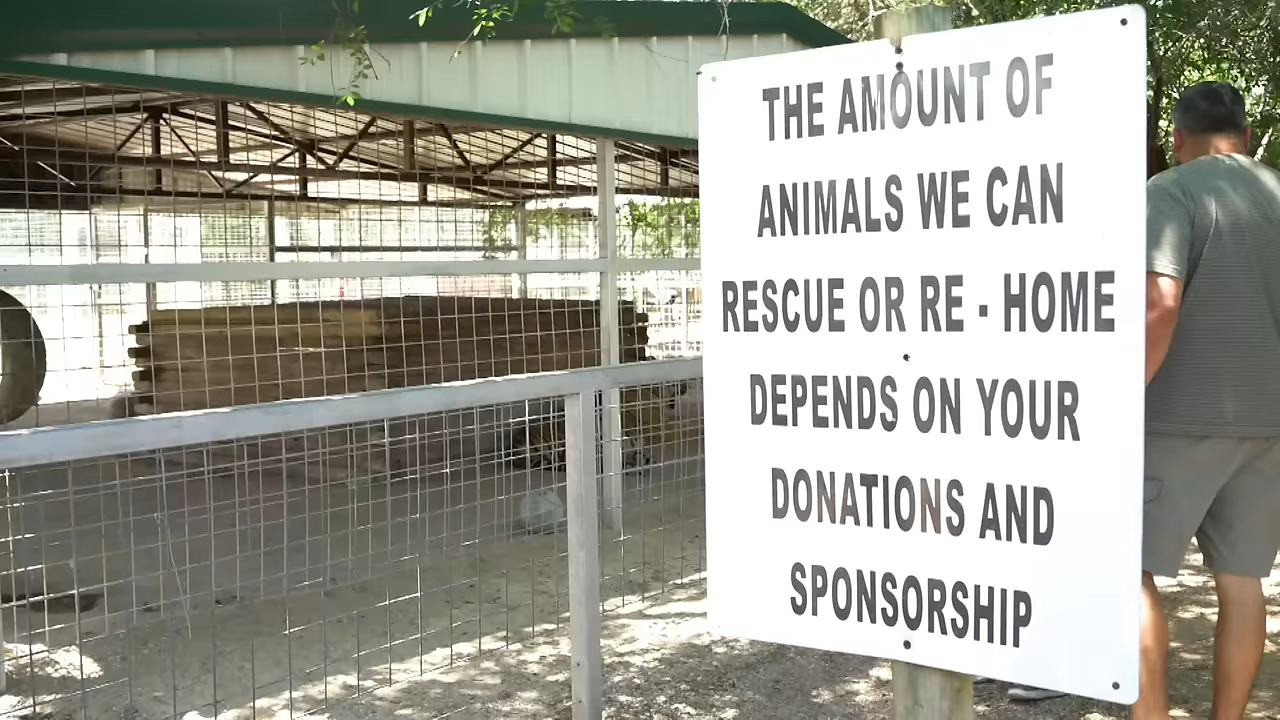 THE AMOUNT OF
ANIMALS WE CAN
RESCUE OR RE - HOME
DEPENDS ON YOUR
DONATIONS AND
SPONSORSHIP